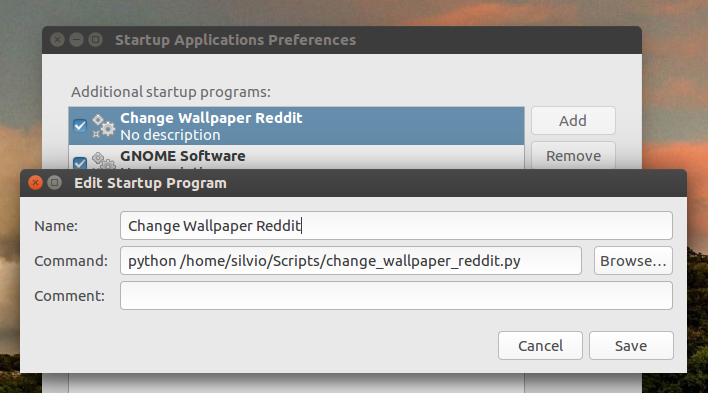 Startup Applications Preferences
Additional startup programs:
Change Wallpaper Reddit
No description
Add
GNOME Software
Remove
Edit Startup Program
Name: Change Wallpaper Reddit
Command: python /home/silvio/Scripts/change_wallpaper_reddit.py Browse...
Comment:
Cancel Save